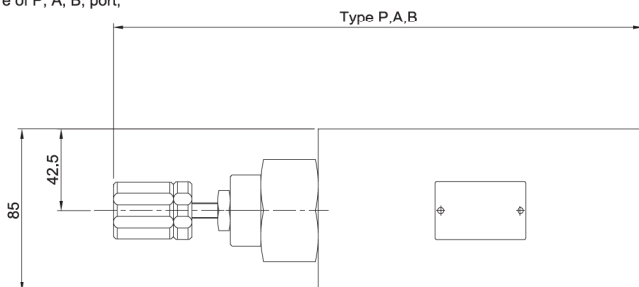 e of P, A, B, port,
Type P,A,B
42.5
85